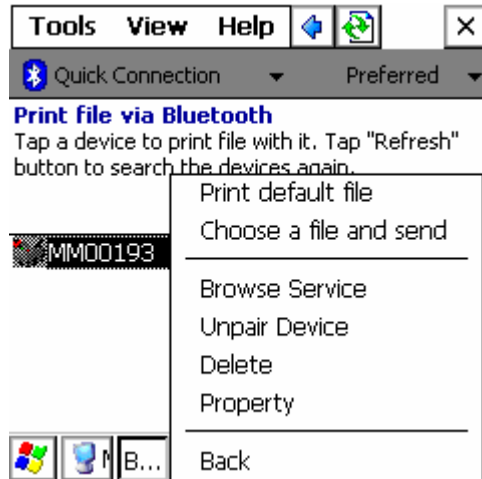 Tools View Help
Quick Connection Preferred
Print file via Bluetooth
Tap a device to print file with it. Tap "Refresh"
button to search the devices again.
MM00193
Print default file
Choose a file and send
Browse Service
Unpair Device
Delete
Property
Back
B...